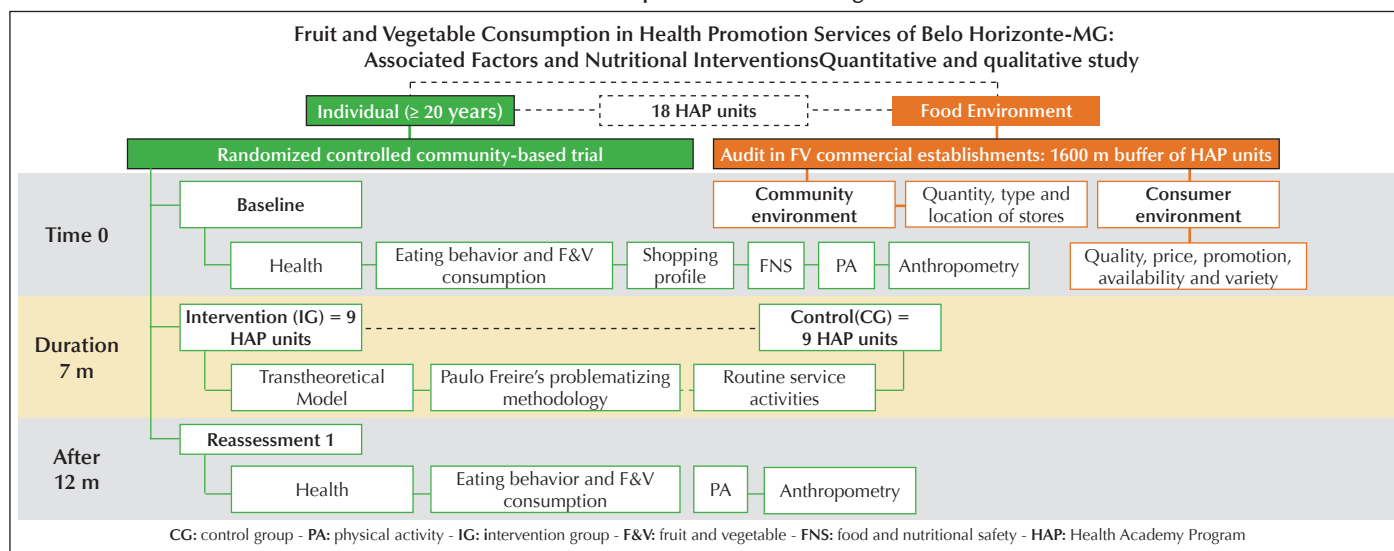 Fruit and Vegetable Consumption in Health Promotion Services of Belo Horizonte-MG:
Associated Factors and Nutritional InterventionsQuantitative and qualitative study
Individual (≥ 20 years)
18 HAP units
Food Environment
Randomized controlled community-based trial
Audit in FV commercial establishments: 1600 m buffer of HAP units
Time 0
Baseline
Community
environment
Quantity, type and
location of stores
Consumer
environment
Health
Eating behavior and F&V
consumption
Shopping
profile
FNS
PA
Anthropometry
Quality, price, promotion,
availability and variety
Duration
7 m
Intervention (IG) = 9
HAP units
Control(CG) =
9 HAP units
Transtheoretical
Model
Paulo Freire's problematizing
methodology
Routine service
activities
After
12 m
Reassessment 1
Health
Eating behavior and F&V
consumption
PA
Anthropometry
CG: control group - PA: physical activity - IG: intervention group - F&V: fruit and vegetable - FNS: food and nutritional safety - HAP: Health Academy Program